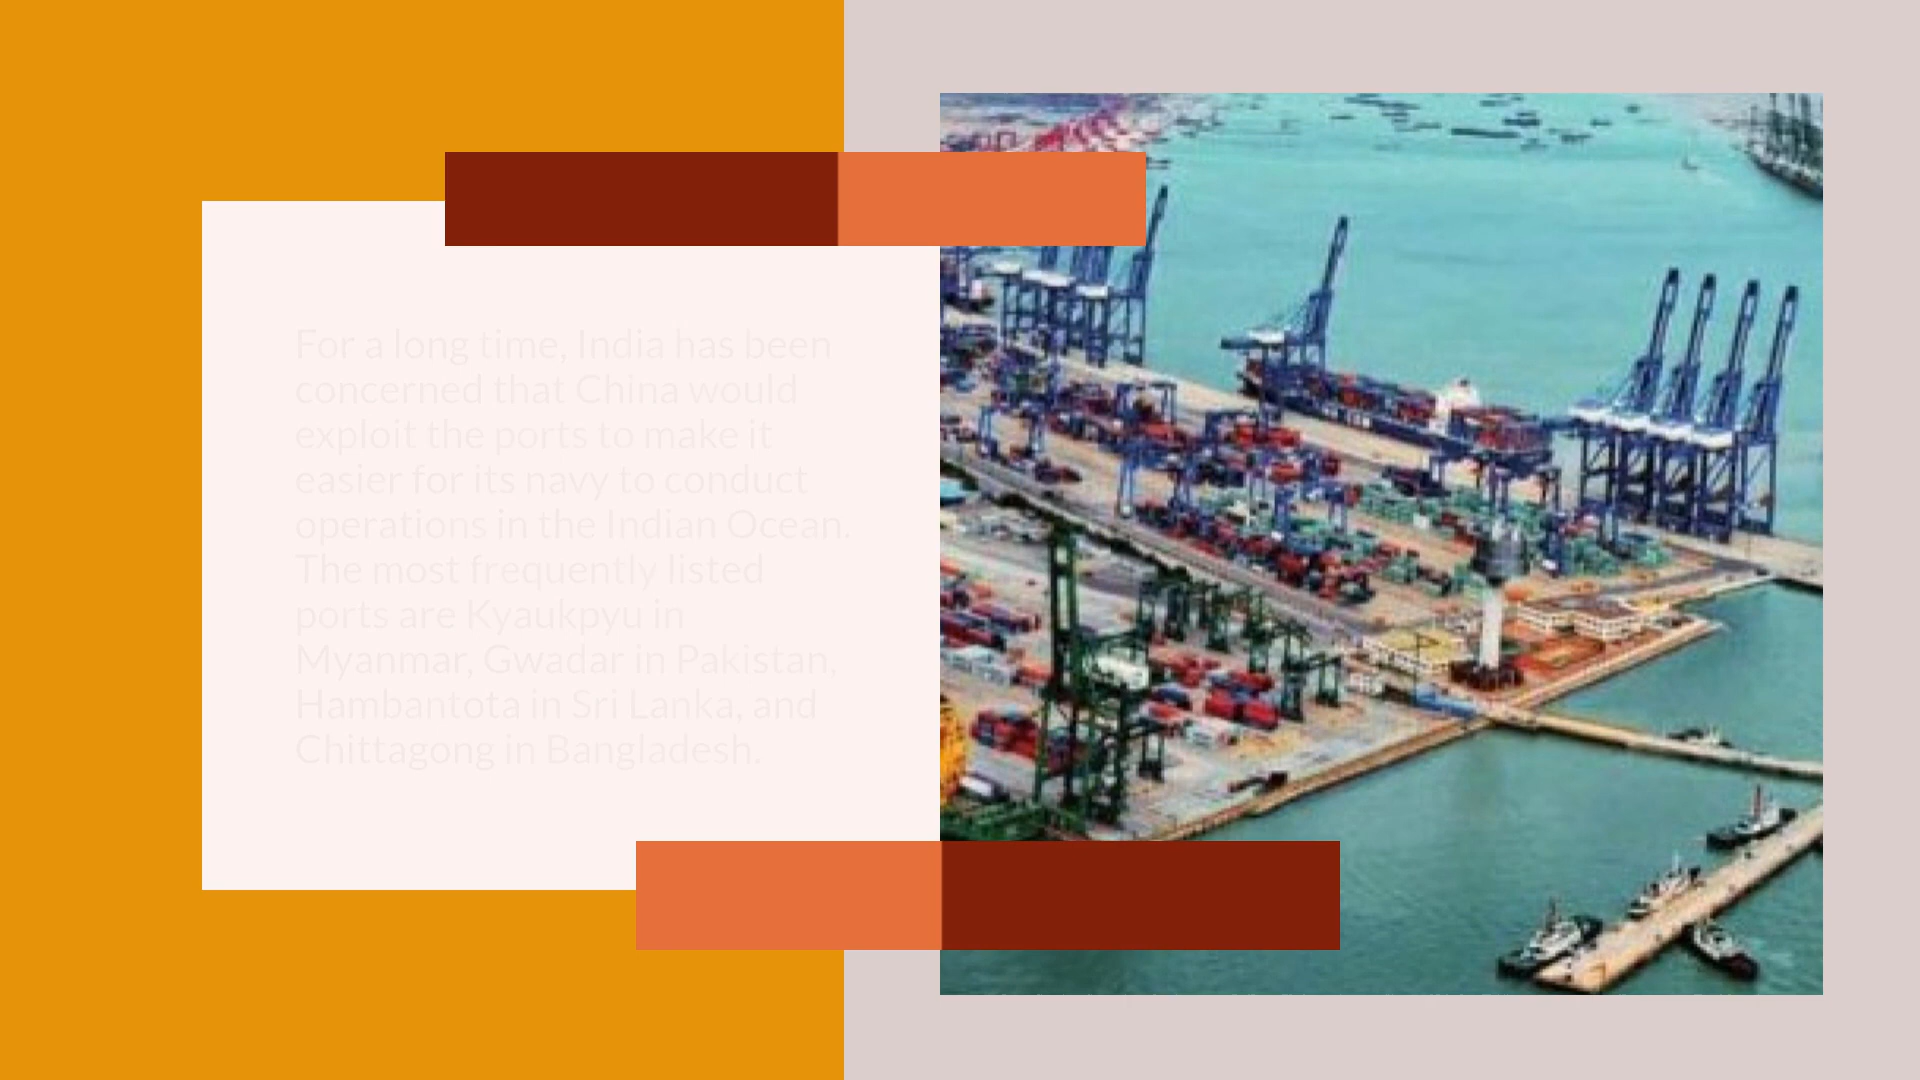 For a long time, India has been
concerned that China would
exploit the ports to make it
easier for its navy to conduct
operations in the Indian Ocean.
The most frequently listed
ports are Kyaukpyu in
Myanmar, Gwadar in Pakistan,
Hambantota in Sri Lanka, and
Chittagong in Bangladesh.